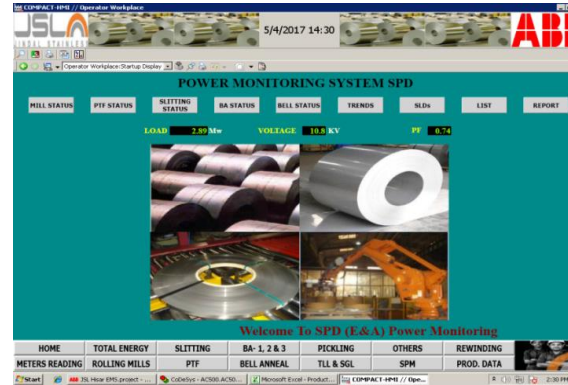 COMPACT-HMI // Operator Workplace
JSLA
JINDAL STAINLESS
5/4/2017 14:30
ABB
Operator Workplace:Startup Display
POWER MONITORING SYSTEM SPD
MILL STATUS PTF STATUS SLITTING STATUS BA STATUS BELL STATUS TRENDS SLDs LIST REPORT
LOAD 2.89 Mw VOLTAGE 10.8 KV PF 0.74
Welcome To SPD (E&A) Power Monitoring
HOME TOTAL ENERGY SLITTING BA- 1, 2 & 3 PICKLING OTHERS REWINDING
METERS READING ROLLING MILLS PTF BELL ANNEAL TLL & SGL SPM PROD. DATA
Start JSL Hisar EMS.project - ... CoDeSys - AC500.AC50... Microsoft Excel - Product... COMPACT-HMI // Ope... 2:30 PM